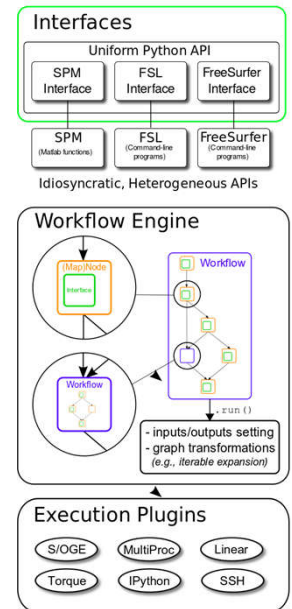 Interfaces
Uniform Python API
SPM Interface
FSL Interface
FreeSurfer Interface
SPM
(Matlab functions)
FSL
(Command-line programs)
FreeSurfer
(Command-line programs)
Idiosyncratic, Heterogeneous APIs
Workflow Engine
(Map)Node
Interface
Workflow
Workflow
.run()
- inputs/outputs setting
- graph transformations
(e.g., iterable expansion)
Execution Plugins
S/OGE
MultiProc
Linear
Torque
IPython
SSH